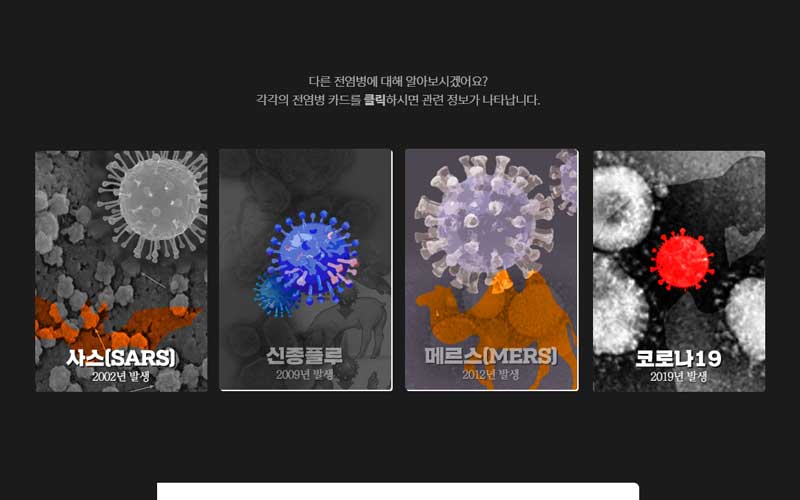 다른 전염병에 대해 알아보시겠어요?
각각의 전염병 카드를 클릭하시면 관련 정보가 나타납니다.
사스(SARS)
2002년 발생
신종플루
2009년 발생
메르스(MERS)
2012년 발생
코로나19
2019년 발생